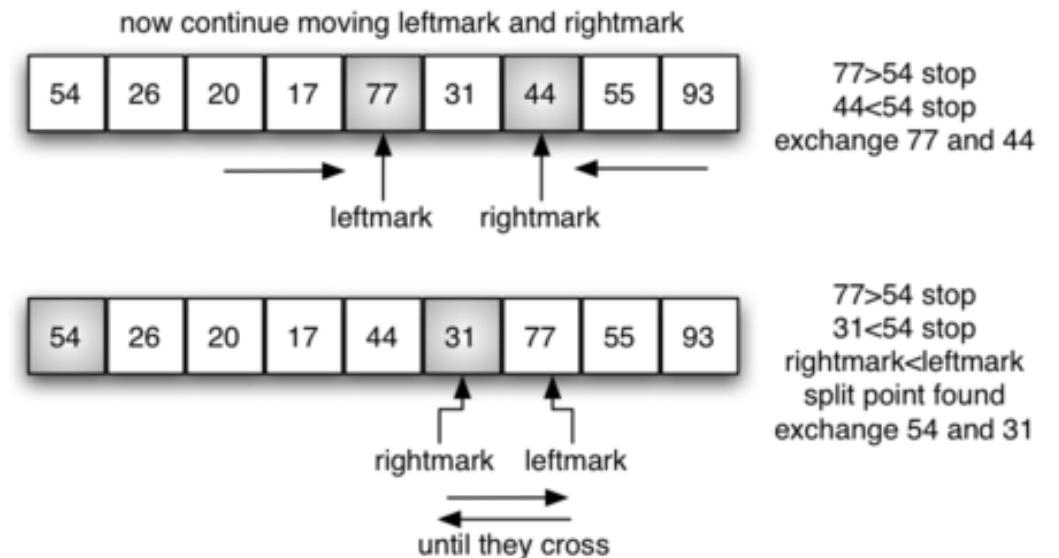 now continue moving leftmark and rightmark
54 26 20 17 77 31 44 55 93
77>54 stop
44<54 stop
exchange 77 and 44
leftmark rightmark
54 26 20 17 44 31 77 55 93
77>54 stop
31<54 stop
rightmark<leftmark
split point found
exchange 54 and 31
rightmark leftmark
until they cross